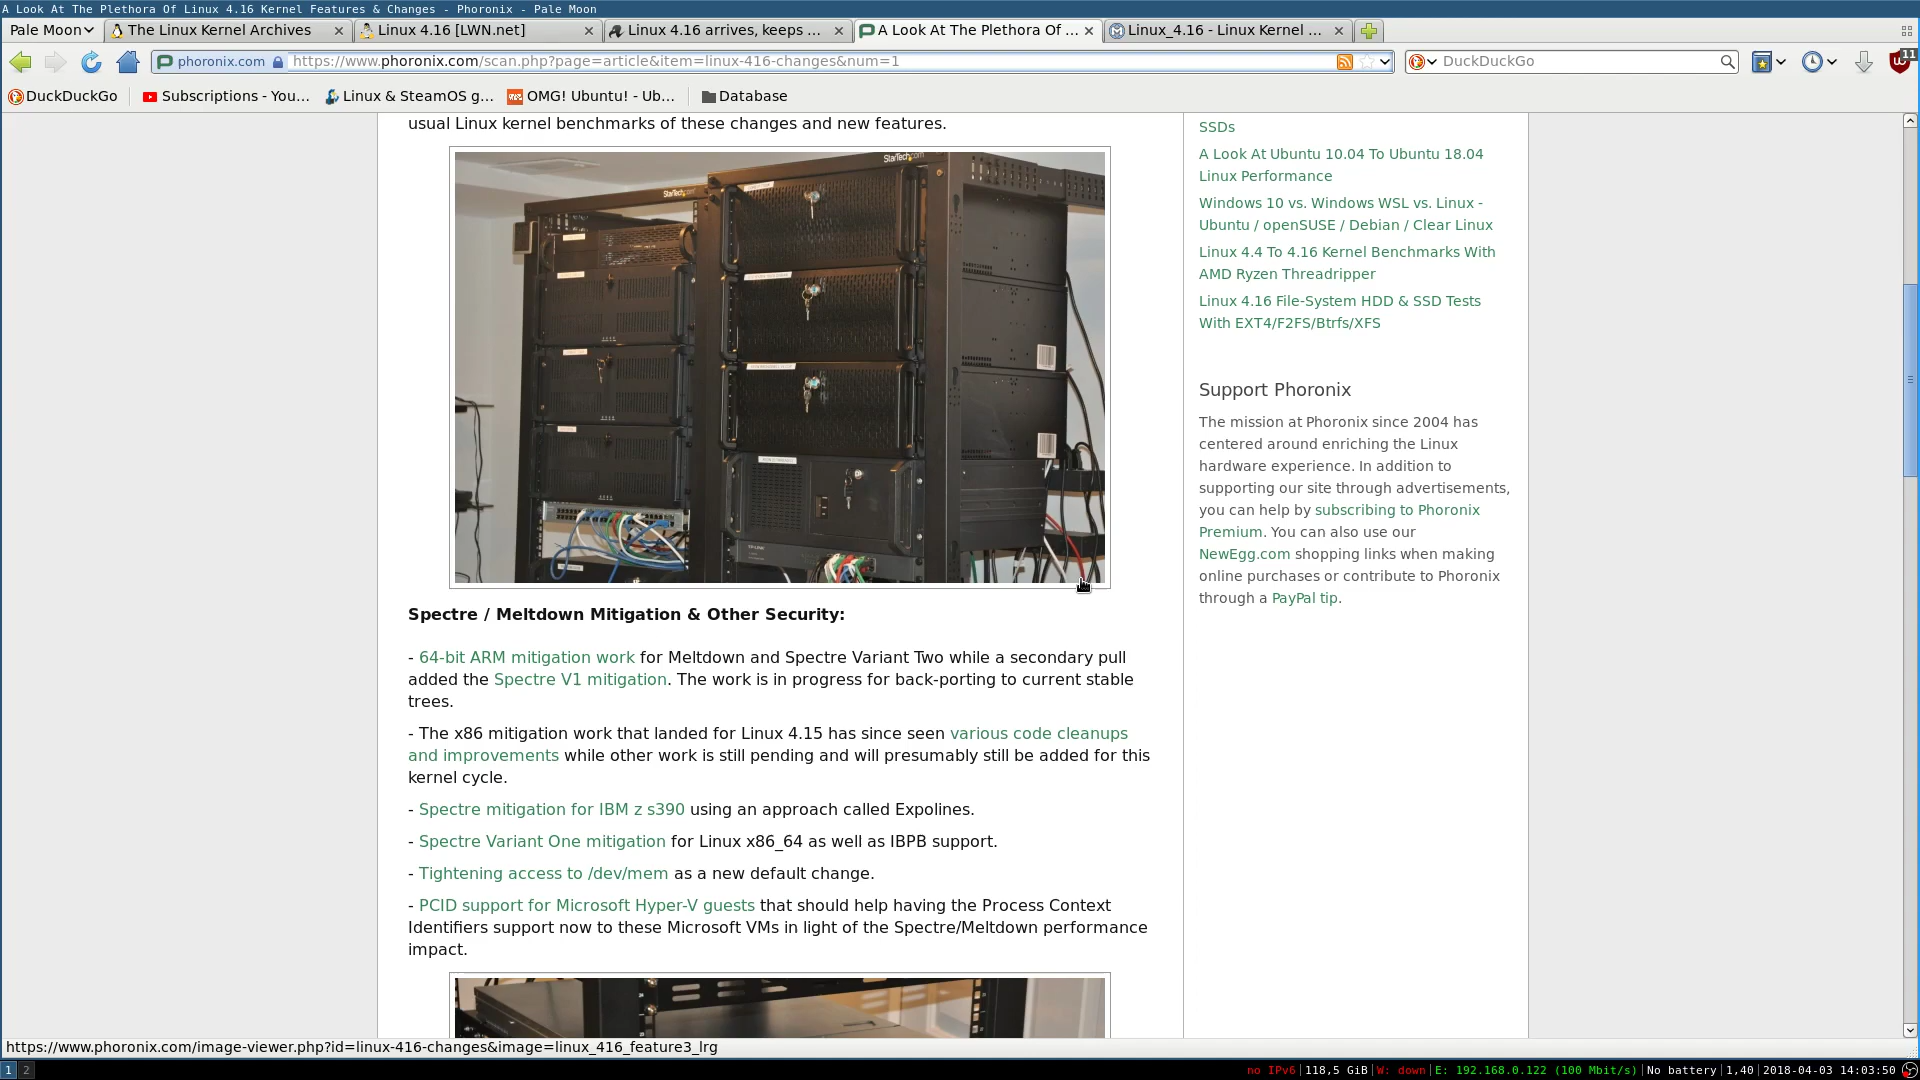 A Look At The Plethora Of Linux 4.16 Kernel Features & Changes - Phoronix - Pale Moon
Pale Moon
The Linux Kernel Archives
Linux 4.16 [LWN.net]
Linux 4.16 arrives, keeps ...
A Look At The Plethora Of ...
Linux_4.16 - Linux Kernel ...
phoronix.com
https://www.phoronix.com/scan.php?page=article&item=linux-416-changes&num=1
DuckDuckGo
11
DuckDuckGo
Subscriptions - You...
Linux & SteamOS g...
OMG! Ubuntu! - Ub...
Database
usual Linux kernel benchmarks of these changes and new features.
StarTech.com
StarTech.com
Spectre / Meltdown Mitigation & Other Security:
- 64-bit ARM mitigation work for Meltdown and Spectre Variant Two while a secondary pull
added the Spectre V1 mitigation. The work is in progress for back-porting to current stable
trees.
- The x86 mitigation work that landed for Linux 4.15 has since seen various code cleanups
and improvements while other work is still pending and will presumably still be added for this
kernel cycle.
- Spectre mitigation for IBM z s390 using an approach called Expolines.
- Spectre Variant One mitigation for Linux x86_64 as well as IBPB support.
- Tightening access to /dev/mem as a new default change.
- PCID support for Microsoft Hyper-V guests that should help having the Process Context
Identifiers support now to these Microsoft VMs in light of the Spectre/Meltdown performance
impact.
SSDs
A Look At Ubuntu 10.04 To Ubuntu 18.04
Linux Performance
Windows 10 vs. Windows WSL vs. Linux -
Ubuntu / openSUSE / Debian / Clear Linux
Linux 4.4 To 4.16 Kernel Benchmarks With
AMD Ryzen Threadripper
Linux 4.16 File-System HDD & SSD Tests
With EXT4/F2FS/Btrfs/XFS
Support Phoronix
The mission at Phoronix since 2004 has
centered around enriching the Linux
hardware experience. In addition to
supporting our site through advertisements,
you can help by subscribing to Phoronix
Premium. You can also use our
NewEgg.com shopping links when making
online purchases or contribute to Phoronix
through a PayPal tip.
https://www.phoronix.com/image-viewer.php?id=linux-416-changes&image=linux_416_feature3_lrg
1 2
no IPv6|118,5 GiB|W: down|E: 192.168.0.122 (100 Mbit/s)|No battery|1,40|2018-04-03 14:03:50